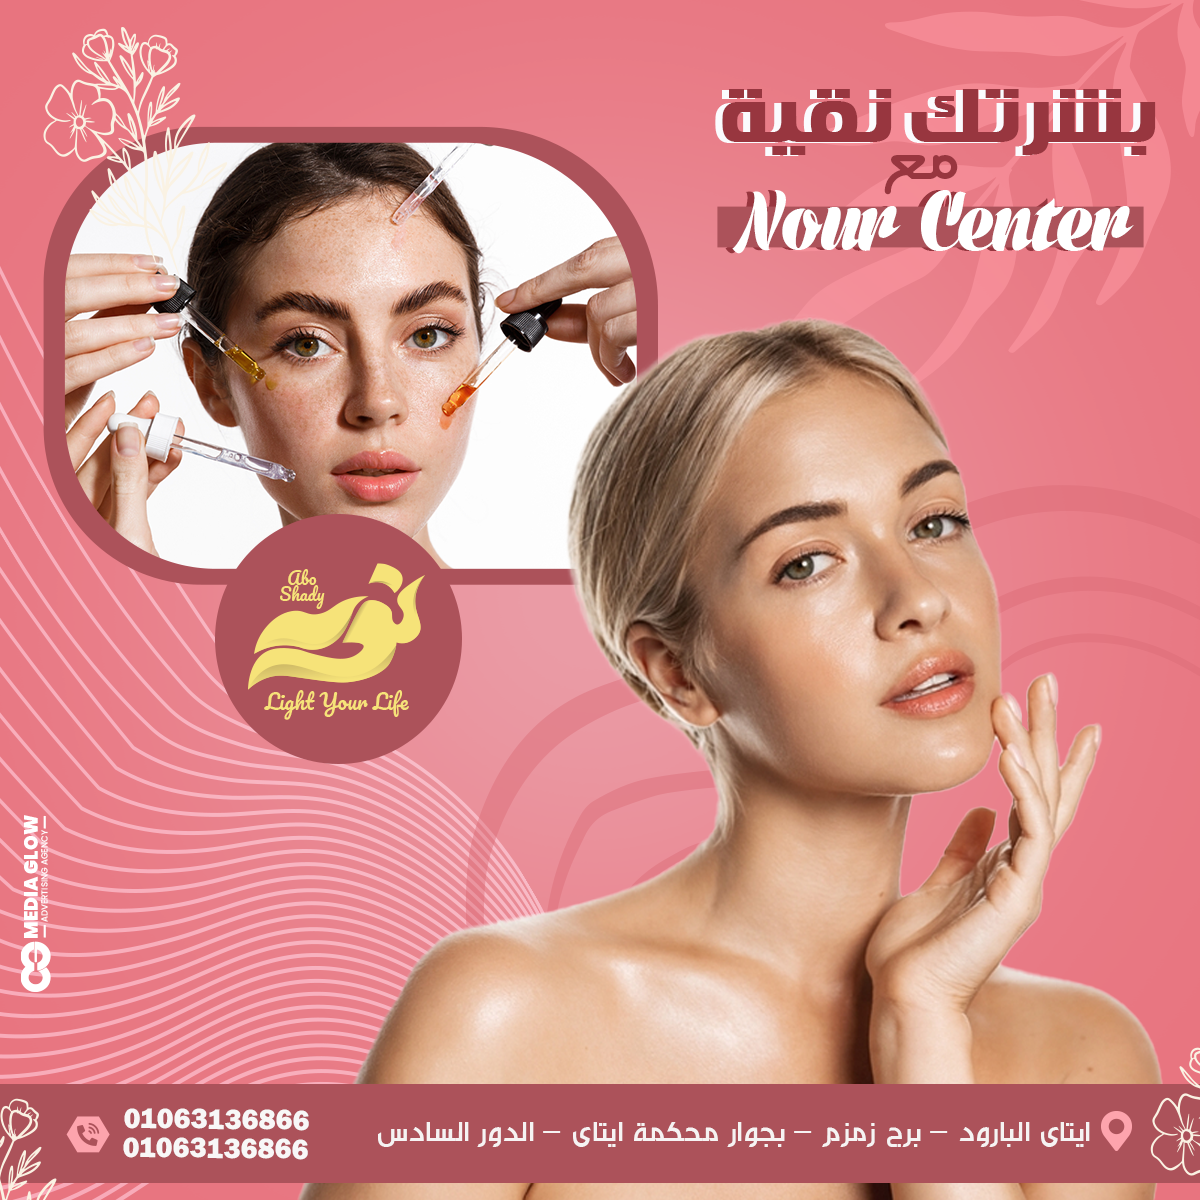 بشرتك نقية
مع
Nour Center
Abo
Shady
Light Your Life
MEDIA GLOW
ADVERTISING AGENCY
ايتاى البارود – برج زمزم – بجوار محكمة ايتاى – الدور السادس
01063136866
01063136866